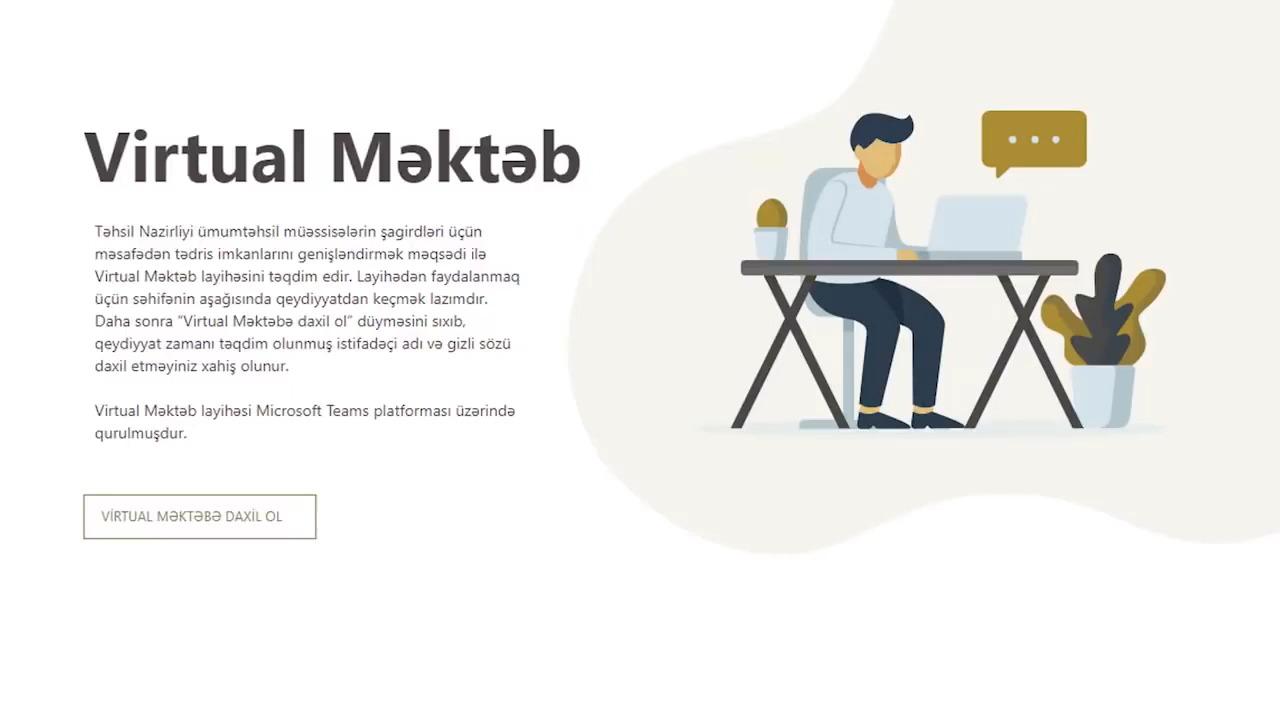 Virtual Məktəb
Təhsil Nazirliyi ümumtəhsil müəssisələrin şagirdləri üçün
məsafədən tədris imkanlarını genişləndirmək məqsədi ilə
Virtual Məktəb layihəsini təqdim edir. Layihədən faydalanmaq
üçün səhifənin aşağısında qeydiyyatdan keçmək lazımdır.
Daha sonra “Virtual Məktəbə daxil ol” düyməsini sıxıb,
qeydiyyat zamanı təqdim olunmuş istifadəçi adı və gizli sözü
daxil etməyiniz xahiş olunur.
Virtual Məktəb layihəsi Microsoft Teams platforması üzərində
qurulmuşdur.
VİRTUAL MƏKTƏBƏ DAXİL OL